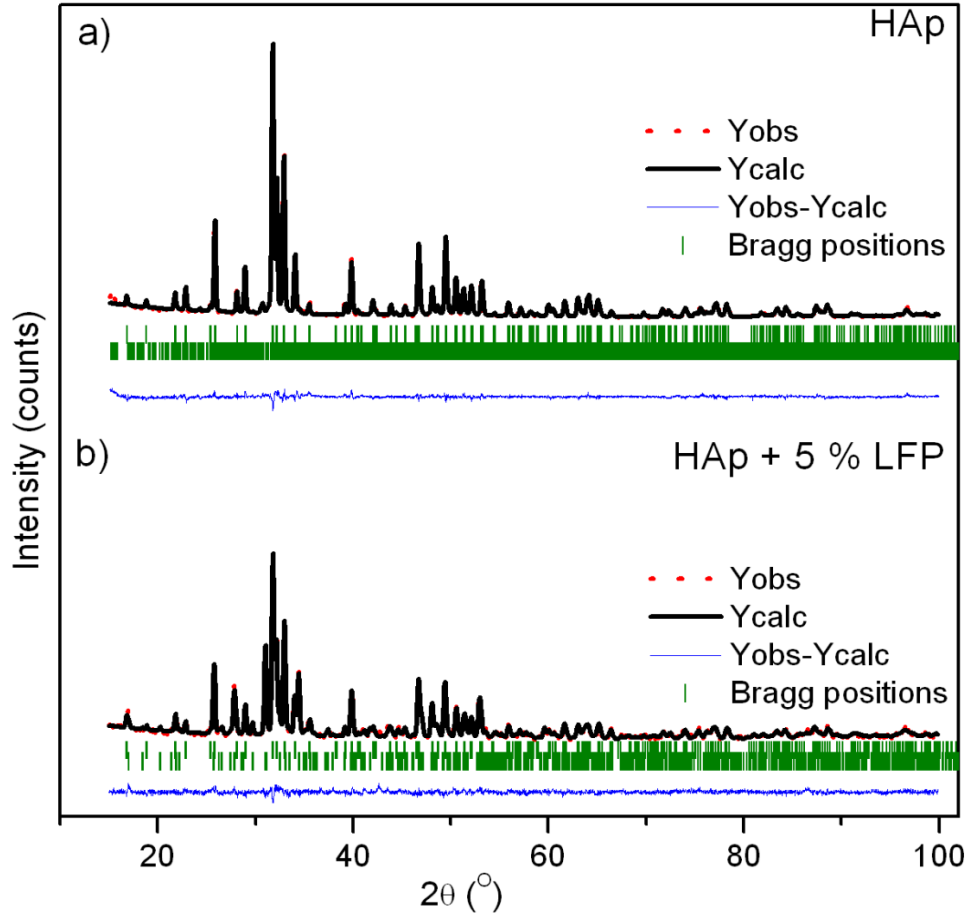 a)
HAp
Yobs
Ycalc
Yobs-Ycalc
Bragg positions
b)
HAp + 5 % LFP
Yobs
Ycalc
Yobs-Ycalc
Bragg positions
Intensity (counts)
20 40 60 80 100
2θ (°)